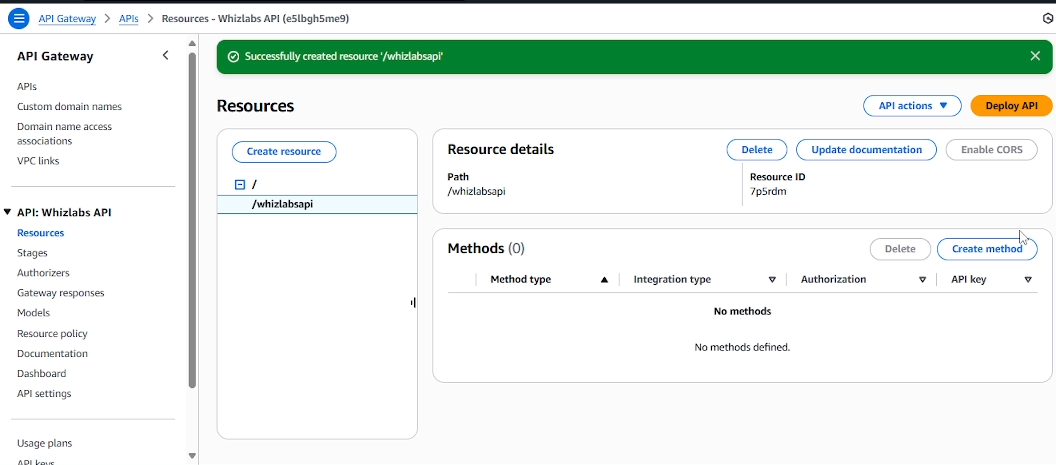 API Gateway > APIs > Resources - Whizlabs API (e5lbgh5me9)
API Gateway
APIs
Custom domain names
Domain name access
associations
VPC links
API: Whizlabs API
Resources
Stages
Authorizers
Gateway responses
Models
Resource policy
Documentation
Dashboard
API settings
Usage plans
API keys
Successfully created resource '/whizlabsapi'
Resources
API actions
Deploy API
Create resource
/
/whizlabsapi
Resource details
Delete
Update documentation
Enable CORS
Path
/whizlabsapi
Resource ID
7p5rdm
Methods (0)
Delete
Create method
Method type
Integration type
Authorization
API key
No methods
No methods defined.